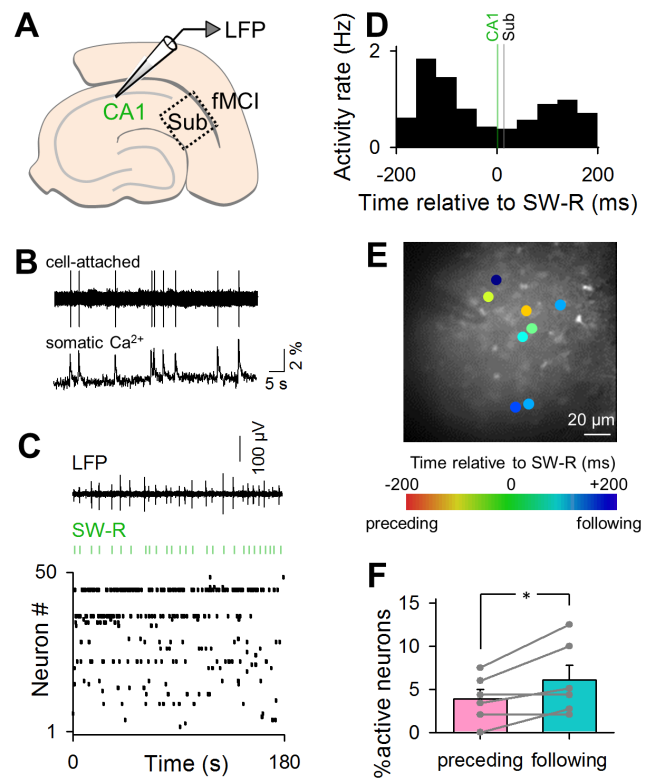 A
LFP
CA1
Sub
fMCI
B
cell-attached
somatic Ca²⁺
2 %
5 s
C
LFP
100 µV
SW-R
50
Neuron #
1
0
Time (s)
180
D
CA1
Sub
2
Activity rate (Hz)
0
-200
0
200
Time relative to SW-R (ms)
E
20 µm
Time relative to SW-R (ms)
-200
0
+200
preceding
following
F
*
15
10
5
0
%active neurons
preceding
following